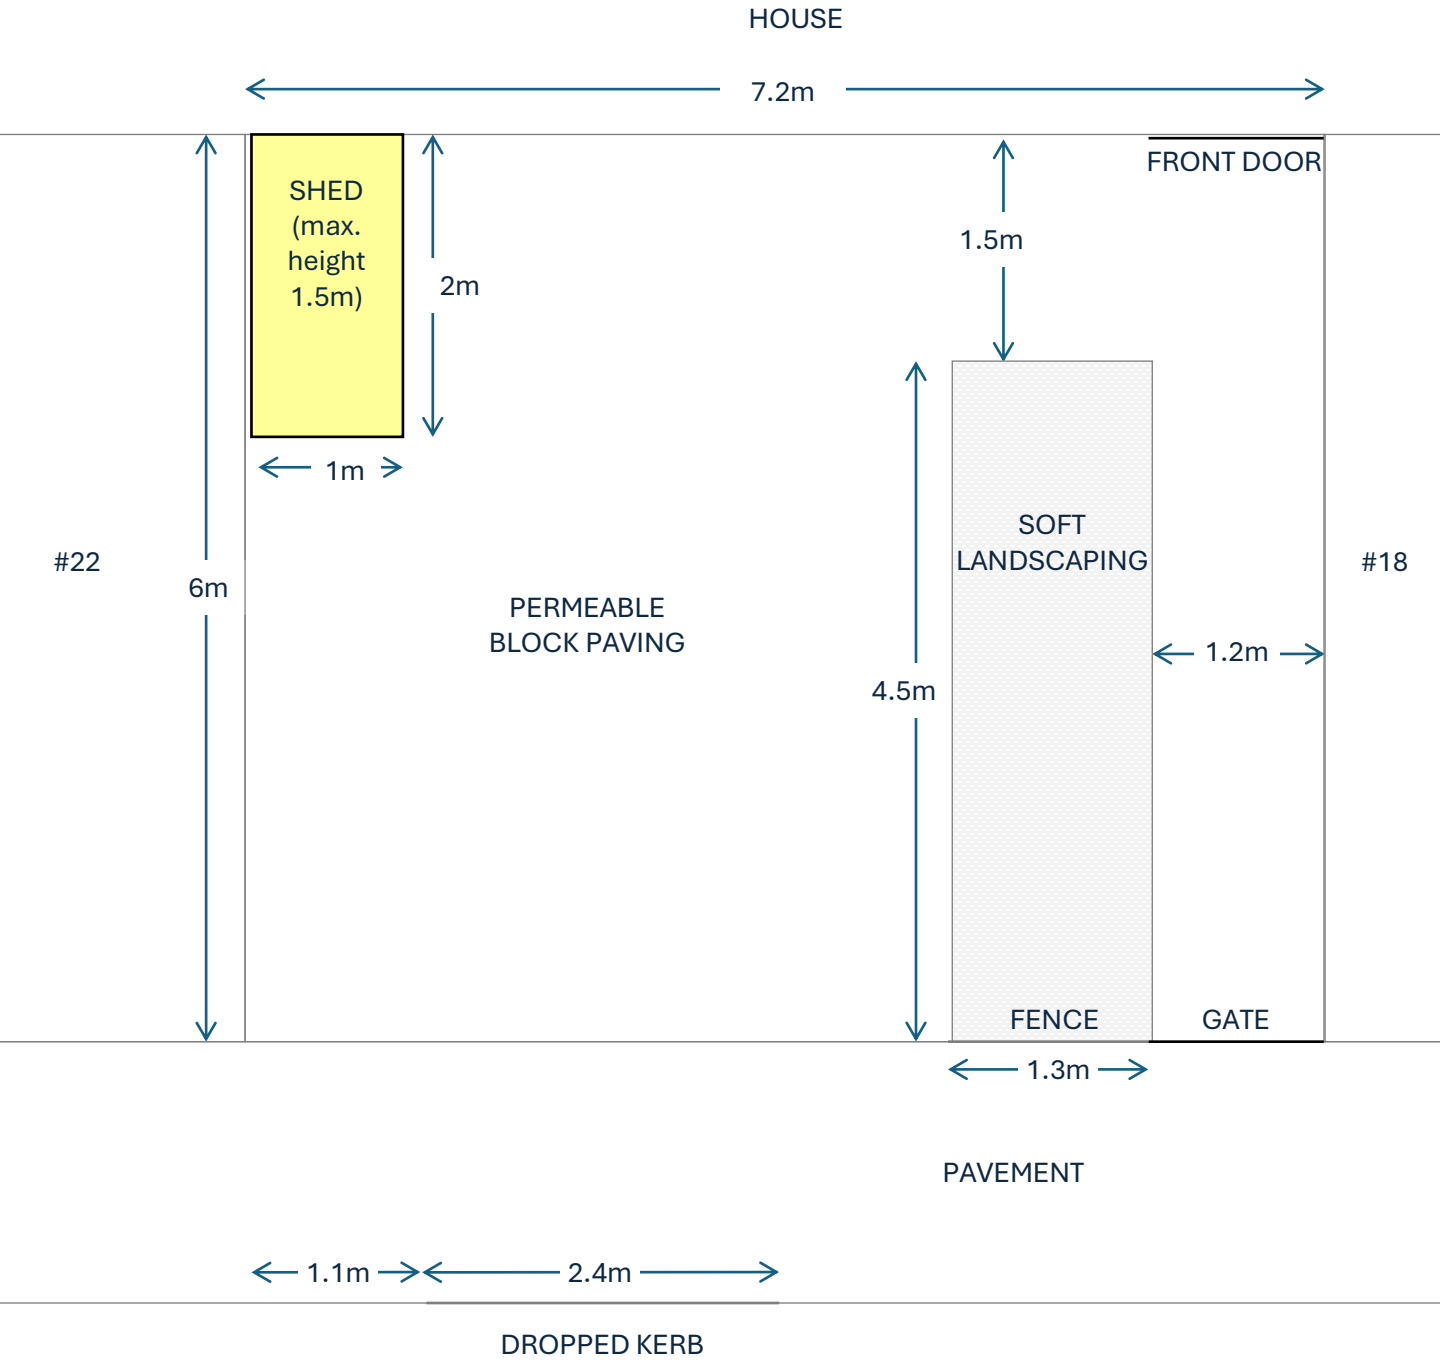 HOUSE
7.2m
FRONT DOOR
SHED
(max.
height
1.5m)
1.5m
2m
1m
SOFT
LANDSCAPING
#22
#18
6m
PERMEABLE
BLOCK PAVING
1.2m
4.5m
FENCE
GATE
1.3m
PAVEMENT
1.1m
2.4m
DROPPED KERB